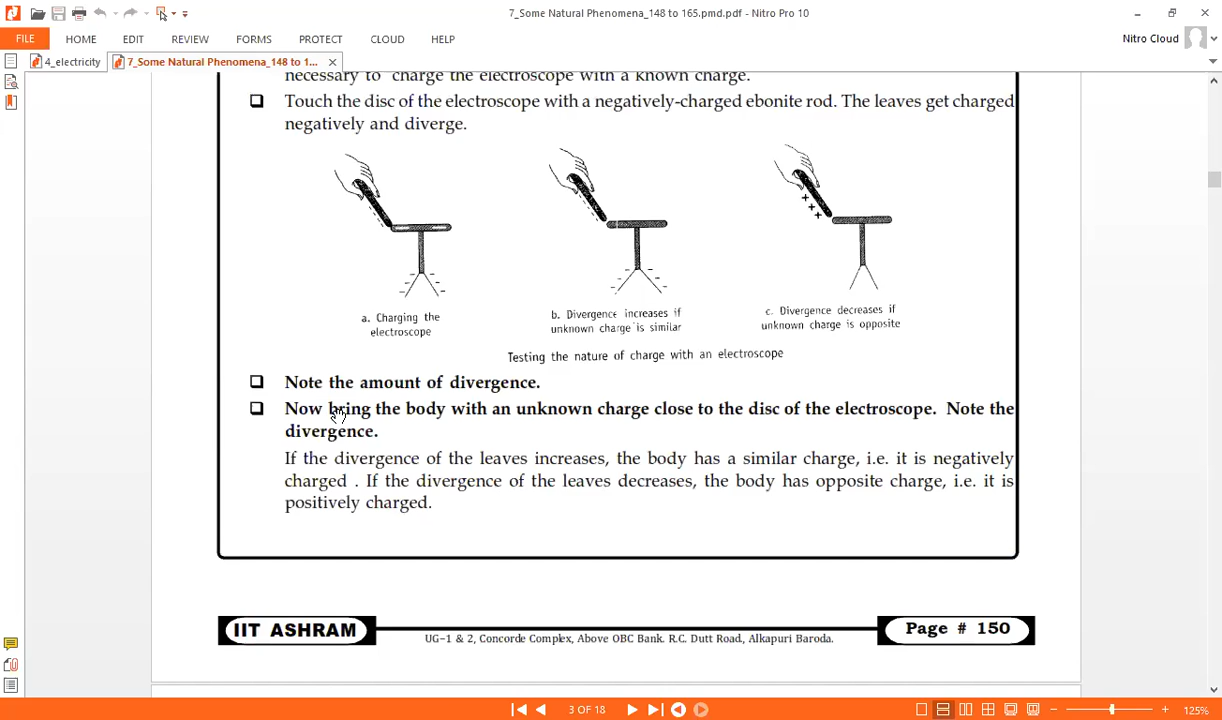 7_Some Natural Phenomena_148 to 165.pmd.pdf - Nitro Pro 10
FILE HOME EDIT REVIEW FORMS PROTECT CLOUD HELP Nitro Cloud
4_electricity 7_Some Natural Phenomena_148 to 1...
necessary to charge the electroscope with a known charge.
Touch the disc of the electroscope with a negatively-charged ebonite rod. The leaves get charged
negatively and diverge.
a. Charging the
electroscope
b. Divergence increases if
unknown charge is similar
c. Divergence decreases if
unknown charge is opposite
Testing the nature of charge with an electroscope
Note the amount of divergence.
Now bring the body with an unknown charge close to the disc of the electroscope. Note the
divergence.
If the divergence of the leaves increases, the body has a similar charge, i.e. it is negatively
charged . If the divergence of the leaves decreases, the body has opposite charge, i.e. it is
positively charged.
IIT ASHRAM
UG-1 & 2, Concorde Complex, Above OBC Bank. R.C. Dutt Road, Alkapuri Baroda.
Page # 150
3 OF 18
125%